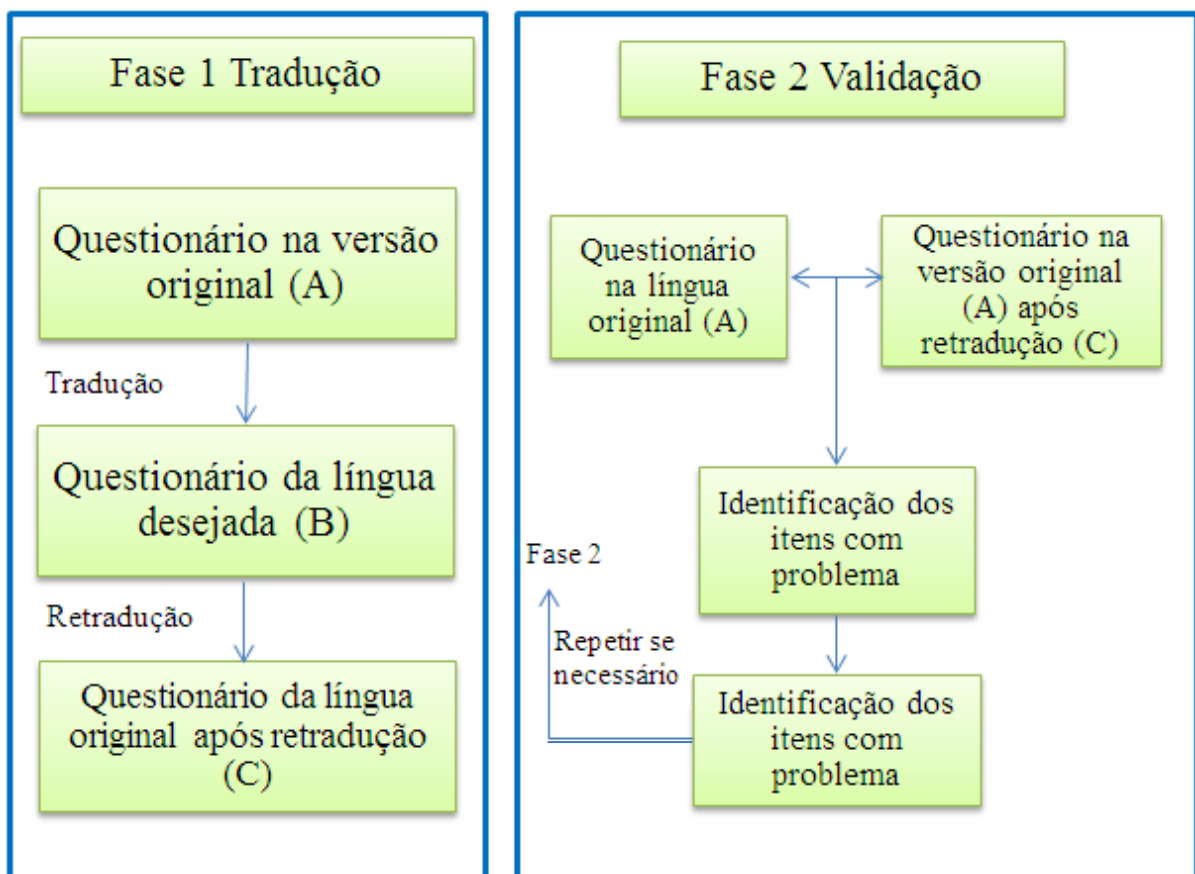 Fase 1 Tradução
Questionário na versão
original (A)
Tradução
Questionário da língua
desejada (B)
Retradução
Questionário da língua
original após retradução
(C)
Fase 2 Validação
Questionário
na língua
original (A)
Questionário na
versão original
(A) após
retradução (C)
Identificação dos
itens com
problema
Fase 2
Repetir se
necessário
Identificação dos
itens com
problema